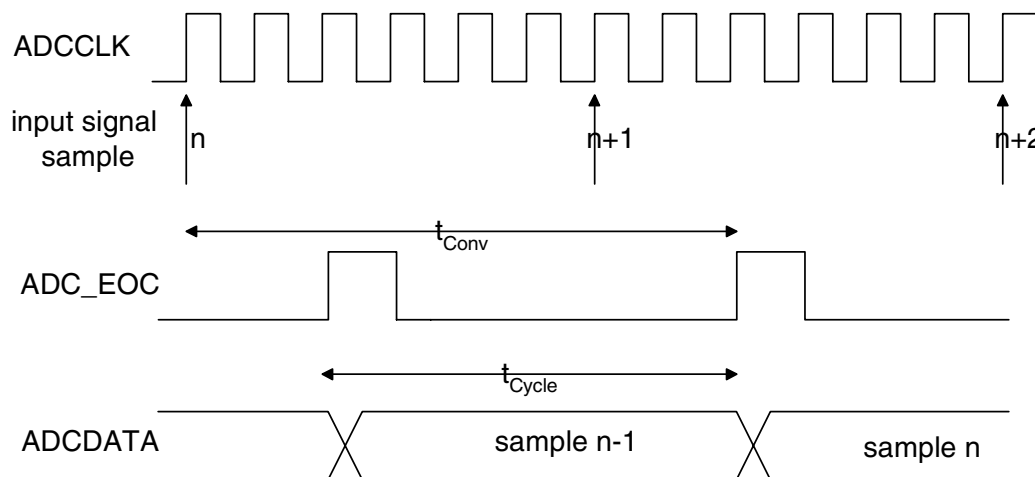 ADCCLK
input signal
sample
n
n+1
n+2
tConv
ADC_EOC
tCycle
ADCDATA
sample n-1
sample n